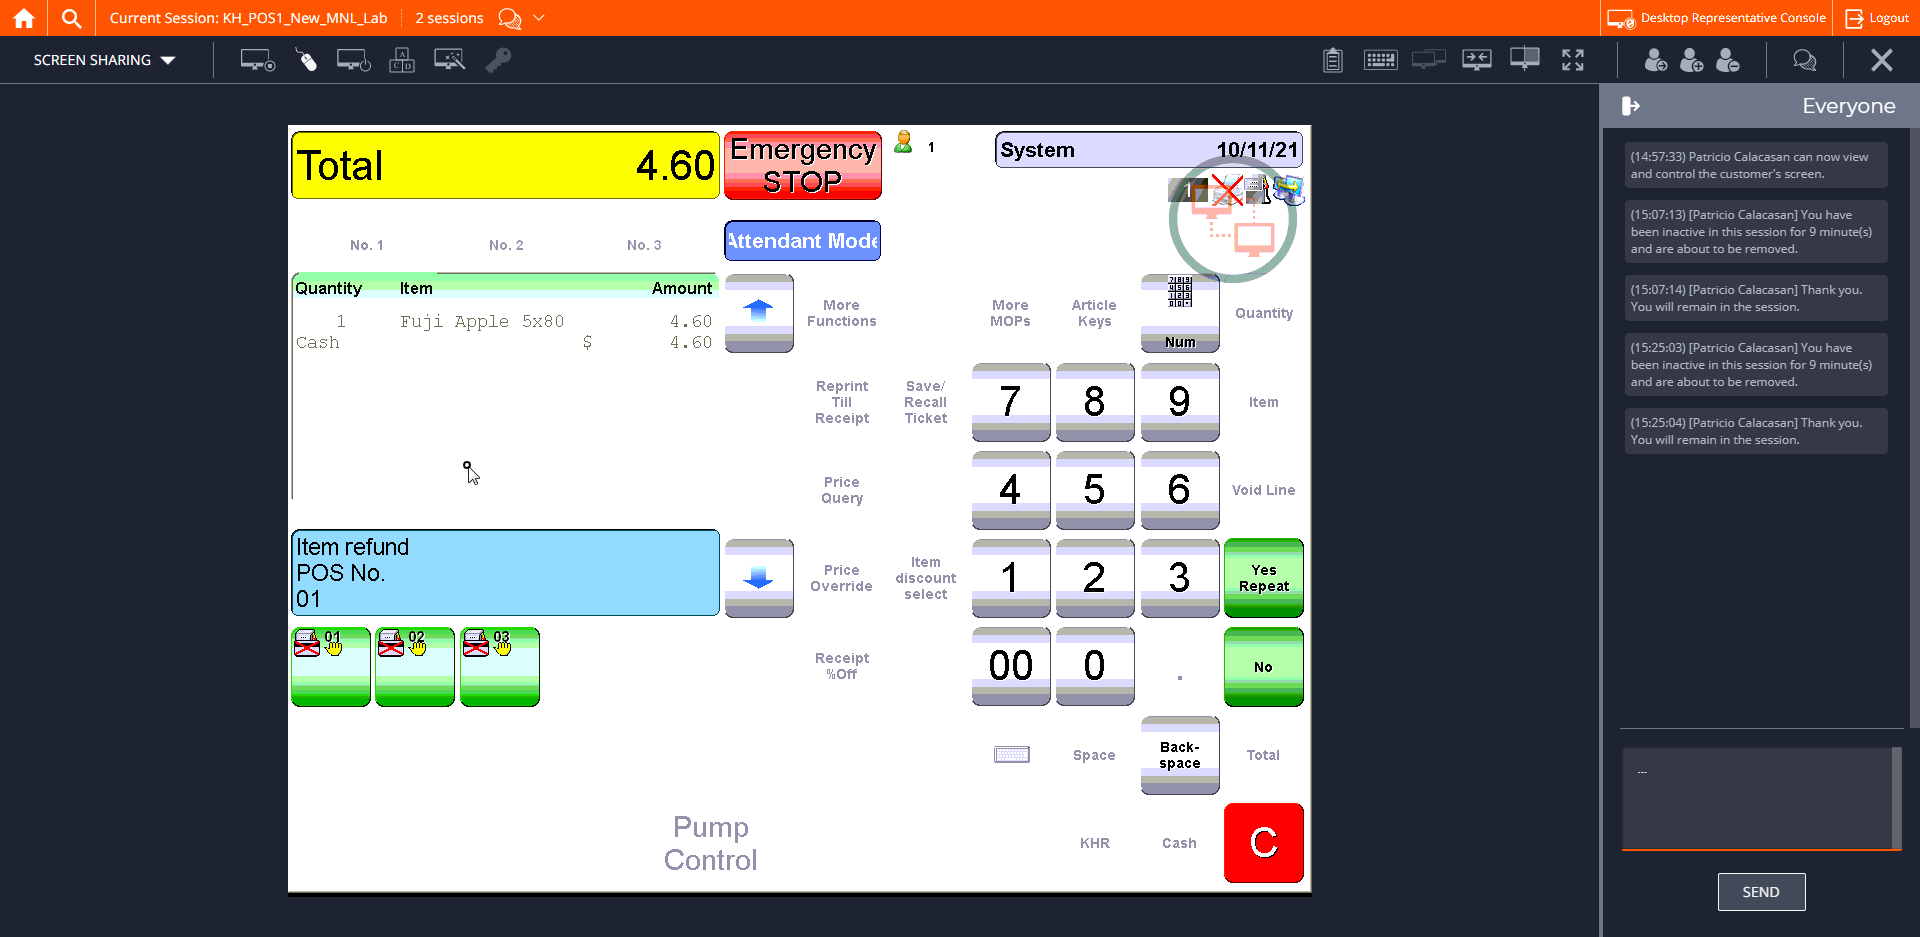 Current Session: KH_POS1_New_MNL_Lab 2 sessions Desktop Representative Console Logout
SCREEN SHARING
A
C D
Everyone
(14:57:33) Patricio Calacasan can now view
and control the customer's screen.
(15:07:13) [Patricio Calacasan] You have
been inactive in this session for 9 minute(s)
and are about to be removed.
(15:07:14) [Patricio Calacasan] Thank you.
You will remain in the session.
(15:25:03) [Patricio Calacasan] You have
been inactive in this session for 9 minute(s)
and are about to be removed.
(15:25:04) [Patricio Calacasan] Thank you.
You will remain in the session.
...
SEND
Total 4.60
Emergency
STOP
1
System 10/11/21
1
Attendant Mode
No. 1 No. 2 No. 3
Quantity Item Amount
1 Fuji Apple 5x80 4.60
Cash $ 4.60
More
Functions
More
MOPs
Article
Keys
Num
Quantity
Reprint
Till
Receipt
Save/
Recall
Ticket
7 8 9
Item
Price
Query
4 5 6
Void Line
Item refund
POS No.
01
Price
Override
Item
discount
select
1 2 3
Yes
Repeat
01 02 03
Receipt
%Off
00 0 .
No
Space
Back-
space
Total
Pump
Control
KHR Cash
C